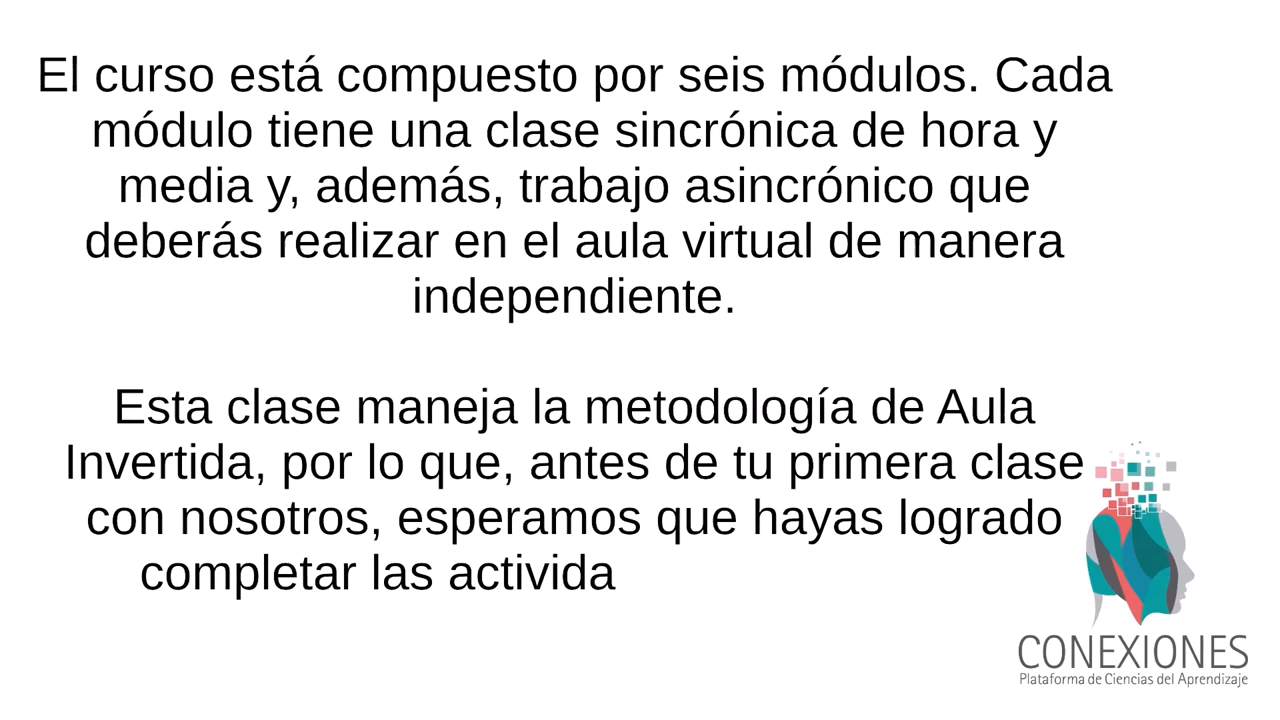 El curso está compuesto por seis módulos. Cada
módulo tiene una clase sincrónica de hora y
media y, además, trabajo asincrónico que
deberás realizar en el aula virtual de manera
independiente.
Esta clase maneja la metodología de Aula
Invertida, por lo que, antes de tu primera clase
con nosotros, esperamos que hayas logrado
completar las activida
CONEXIONES
Plataforma de Ciencias del Aprendizaje